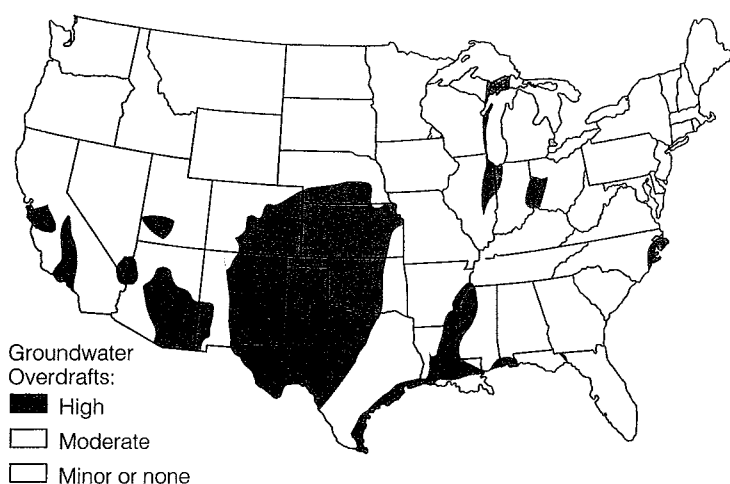 Groundwater
Overdrafts:
High
Moderate
Minor or none